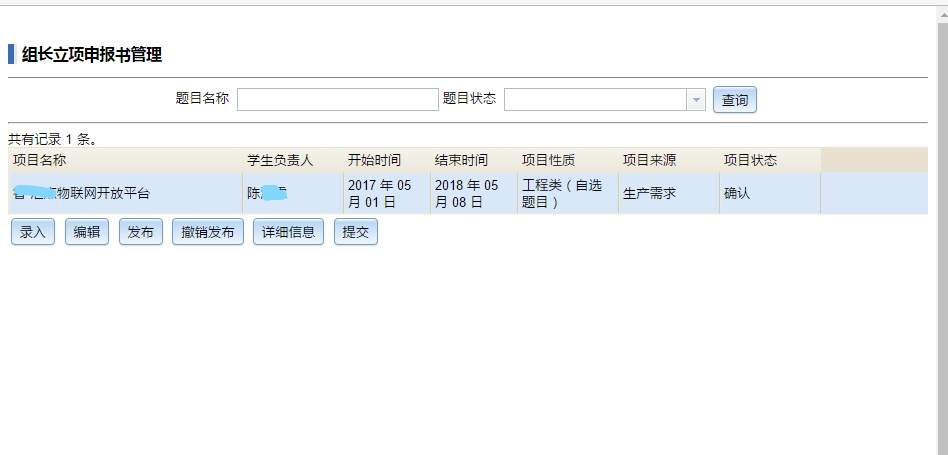 组长立项申报书管理
题目名称 题目状态 查询
共有记录 1 条。
项目名称 学生负责人 开始时间 结束时间 项目性质 项目来源 项目状态
物联网开放平台 陈 2017 年 05 2018 年 05 工程类（自选 生产需求 确认
月 01 日 月 08 日 题目）
录入 编辑 发布 撤销发布 详细信息 提交